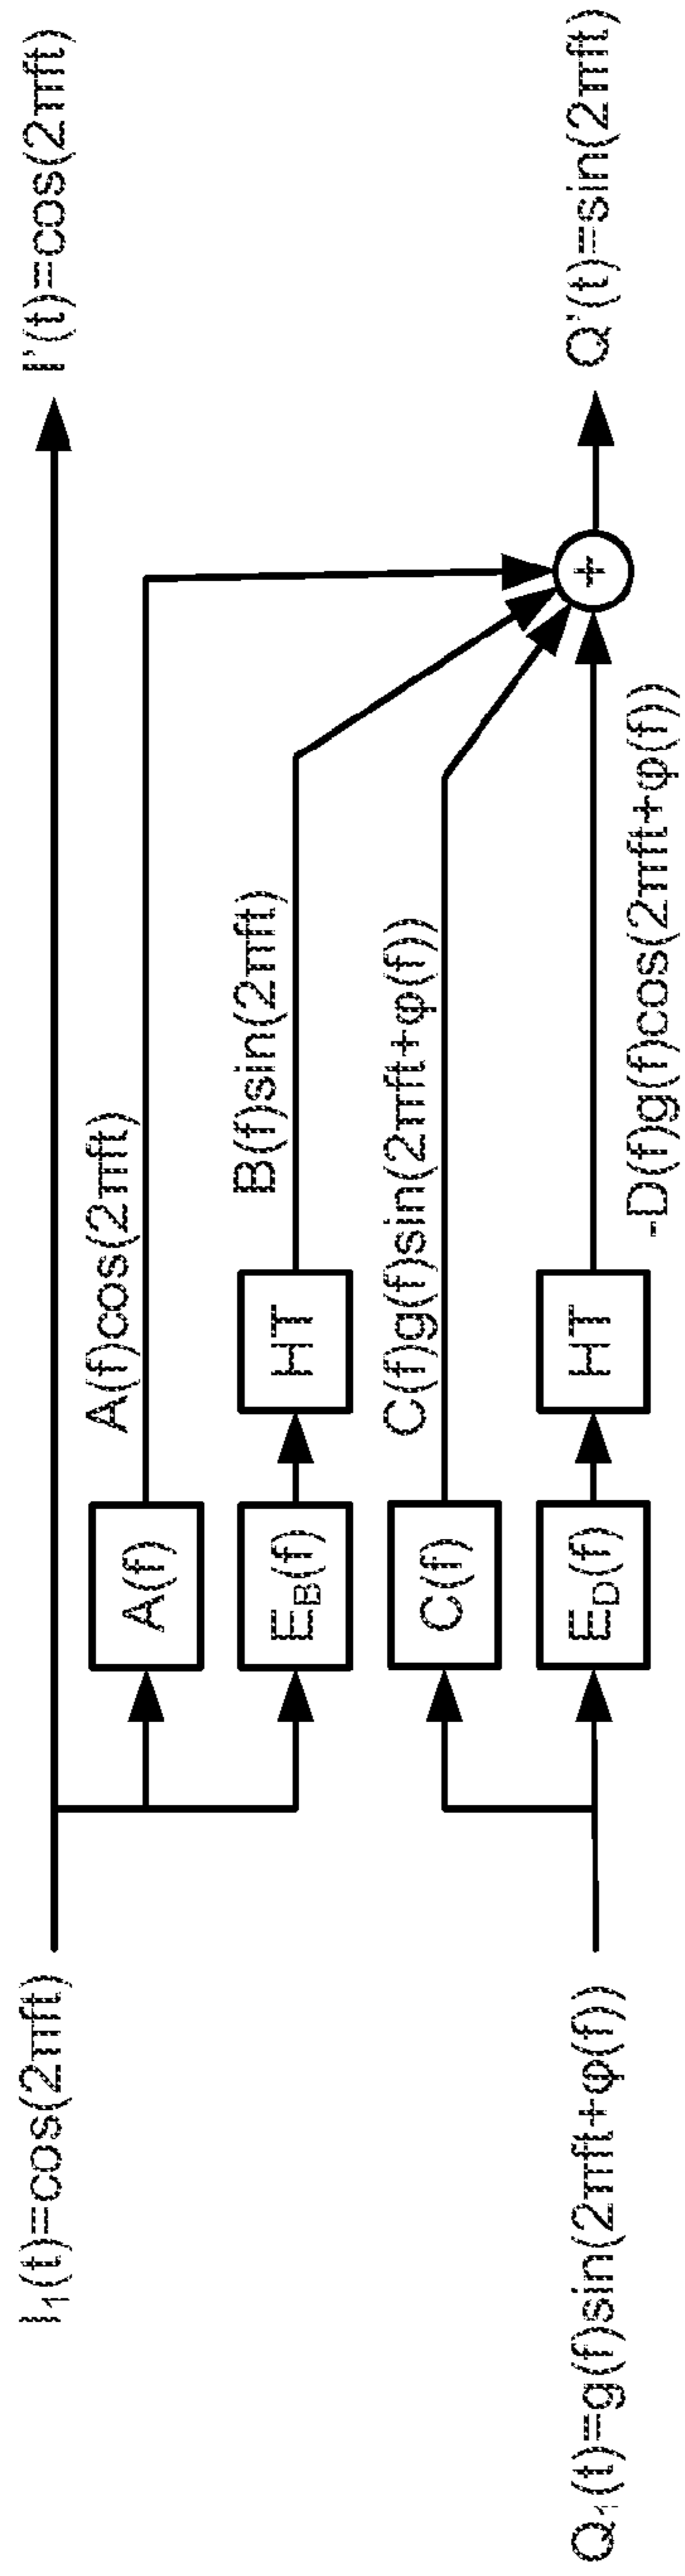 I₁(t)=cos(2πft)
I'(t)=cos(2πft)
A(f)
A(f)cos(2πft)
E_B(f)
HT
B(f)sin(2πft)
C(f)
C(f)g(f)sin(2πft+φ(f))
+
Q₁(t)=g(f)sin(2πft+φ(f))
E_D(f)
HT
-D(f)g(f)cos(2πft+φ(f))
Q'(t)=sin(2πft)